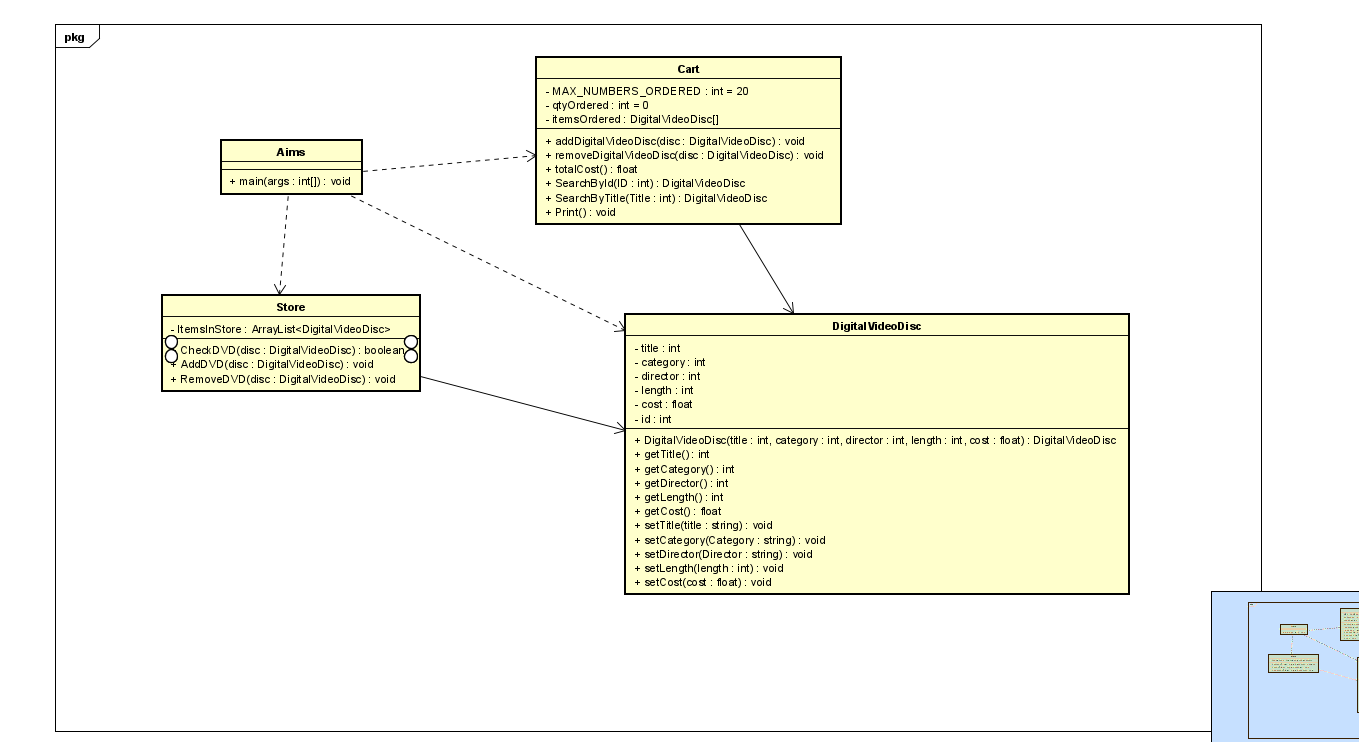 pkg
Cart
- MAX_NUMBERS_ORDERED : int = 20
- qtyOrdered : int = 0
- itemsOrdered : DigitalVideoDisc[]
+ addDigitalVideoDisc(disc : DigitalVideoDisc) : void
+ removeDigitalVideoDisc(disc : DigitalVideoDisc) : void
+ totalCost() : float
+ SearchById(ID : int) : DigitalVideoDisc
+ SearchByTitle(Title : int) : DigitalVideoDisc
+ Print() : void
Aims
+ main(args : int[]) : void
Store
- ItemsInStore : ArrayList<DigitalVideoDisc>
CheckDVD(disc : DigitalVideoDisc) : boolean
+ AddDVD(disc : DigitalVideoDisc) : void
+ RemoveDVD(disc : DigitalVideoDisc) : void
DigitalVideoDisc
- title : int
- category : int
- director : int
- length : int
- cost : float
- id : int
+ DigitalVideoDisc(title : int, category : int, director : int, length : int, cost : float) : DigitalVideoDisc
+ getTitle() : int
+ getCategory() : int
+ getDirector() : int
+ getLength() : int
+ getCost() : float
+ setTitle(title : string) : void
+ setCategory(Category : string) : void
+ setDirector(Director : string) : void
+ setLength(length : int) : void
+ setCost(cost : float) : void